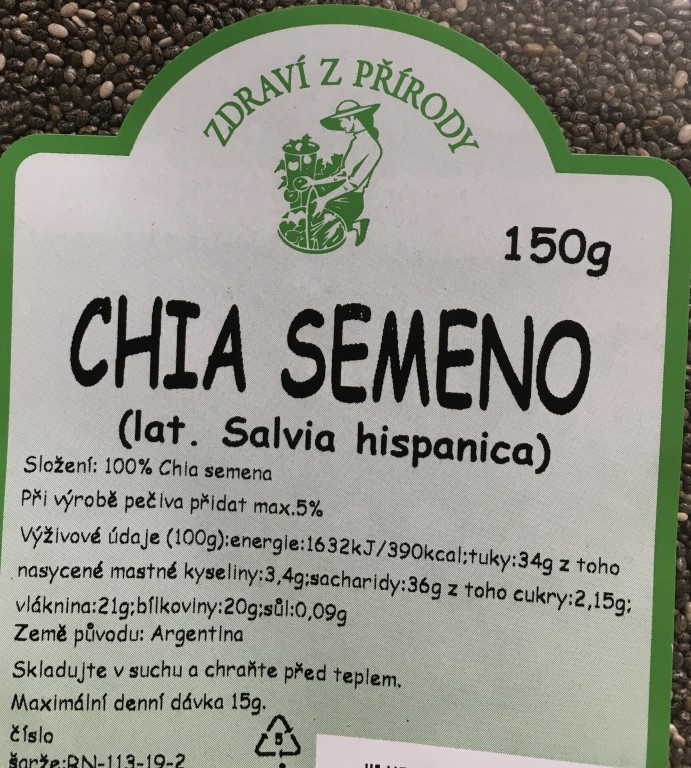 ZDRAVÍ Z PŘÍRODY
150g
CHIA SEMENO
(lat. Salvia hispanica)
Složení: 100% Chia semena
Při výrobě pečiva přidat max.5%
Výživové údaje (100g):energie:1632kJ/390kcal;tuky:34g z toho
nasycené mastné kyseliny:3,4g;sacharidy:36g z toho cukry:2,15g;
vláknina:21g;bílkoviny:20g;sůl:0,09g
Země původu: Argentina
Skladujte v suchu a chraňte před teplem.
Maximální denní dávka 15g.
číslo
šarže:RN-113-19-2
5